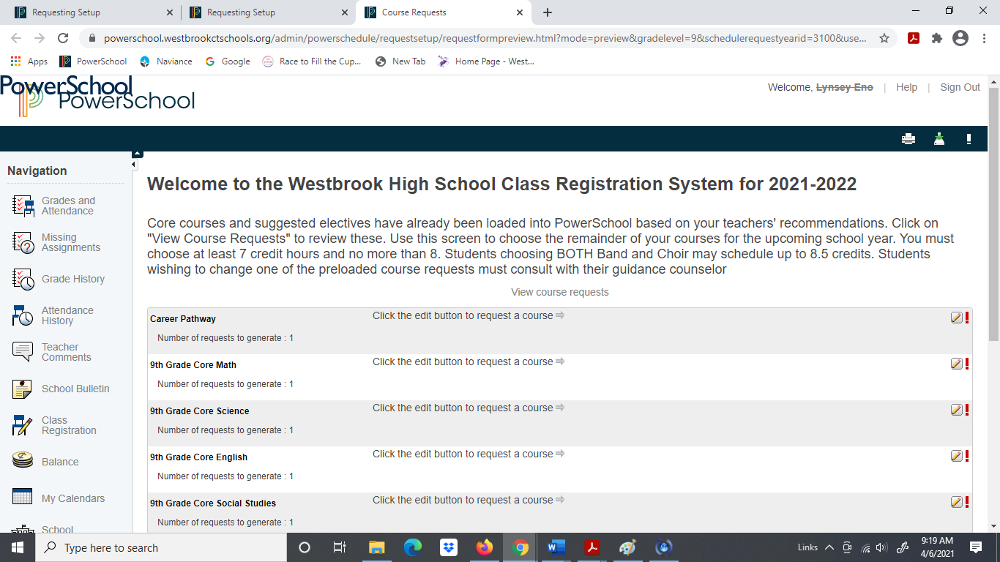 Requesting Setup
Requesting Setup
Course Requests
powerschool.westbrookctschools.org/admin/powerschedule/requestsetup/requestformpreview.html?mode=preview&gradelevel=9&schedulerequestyearid=3100&use...
Apps
PowerSchool
Naviance
Google
Race to Fill the Cup...
New Tab
Home Page - West...
PowerSchool
PowerSchool
Welcome, Lynsey Eno | Help | Sign Out
Navigation
Grades and
Attendance
Missing
Assignments
Grade History
Attendance
History
Teacher
Comments
School Bulletin
Class
Registration
Balance
My Calendars
School
Welcome to the Westbrook High School Class Registration System for 2021-2022
Core courses and suggested electives have already been loaded into PowerSchool based on your teachers' recommendations. Click on
"View Course Requests" to review these. Use this screen to choose the remainder of your courses for the upcoming school year. You must
choose at least 7 credit hours and no more than 8. Students choosing BOTH Band and Choir may schedule up to 8.5 credits. Students
wishing to change one of the preloaded course requests must consult with their guidance counselor
View course requests
Career Pathway
Click the edit button to request a course
Number of requests to generate : 1
9th Grade Core Math
Click the edit button to request a course
Number of requests to generate : 1
9th Grade Core Science
Click the edit button to request a course
Number of requests to generate : 1
9th Grade Core English
Click the edit button to request a course
Number of requests to generate : 1
9th Grade Core Social Studies
Click the edit button to request a course
Number of requests to generate : 1
Type here to search
Links
9:19 AM
4/6/2021